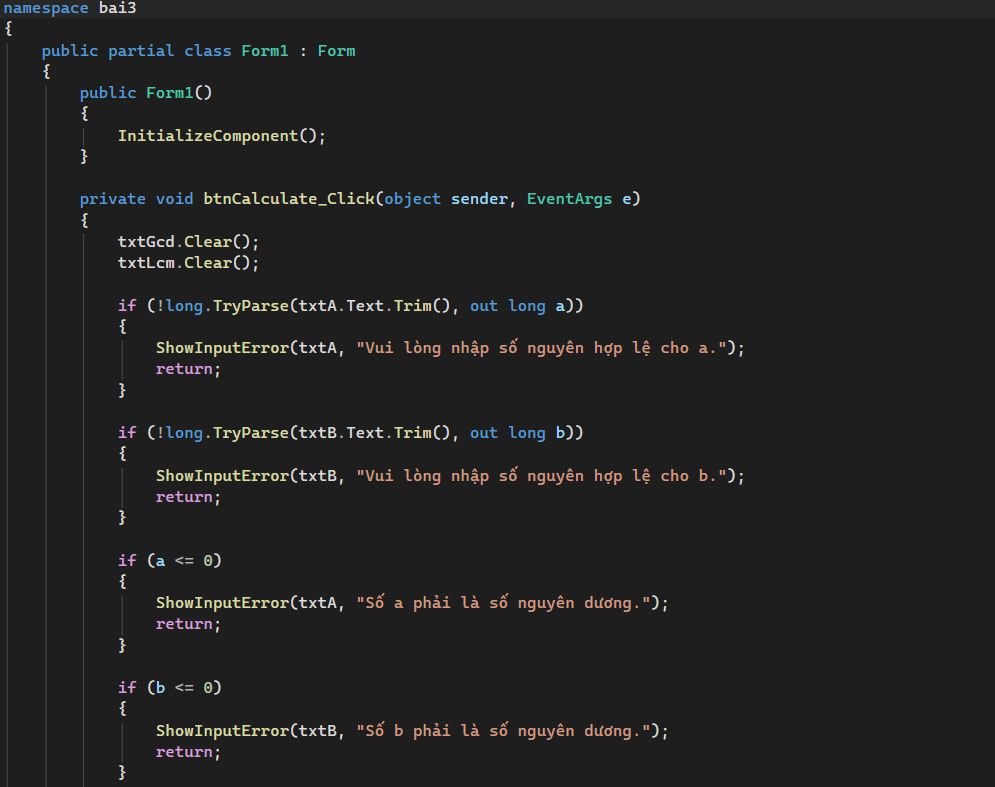 namespace bai3
{
public partial class Form1 : Form
{
public Form1()
{
InitializeComponent();
}
private void btnCalculate_Click(object sender, EventArgs e)
{
txtGcd.Clear();
txtLcm.Clear();
if (!long.TryParse(txtA.Text.Trim(), out long a))
{
ShowInputError(txtA, "Vui lòng nhập số nguyên hợp lệ cho a.");
return;
}
if (!long.TryParse(txtB.Text.Trim(), out long b))
{
ShowInputError(txtB, "Vui lòng nhập số nguyên hợp lệ cho b.");
return;
}
if (a <= 0)
{
ShowInputError(txtA, "Số a phải là số nguyên dương.");
return;
}
if (b <= 0)
{
ShowInputError(txtB, "Số b phải là số nguyên dương.");
return;
}